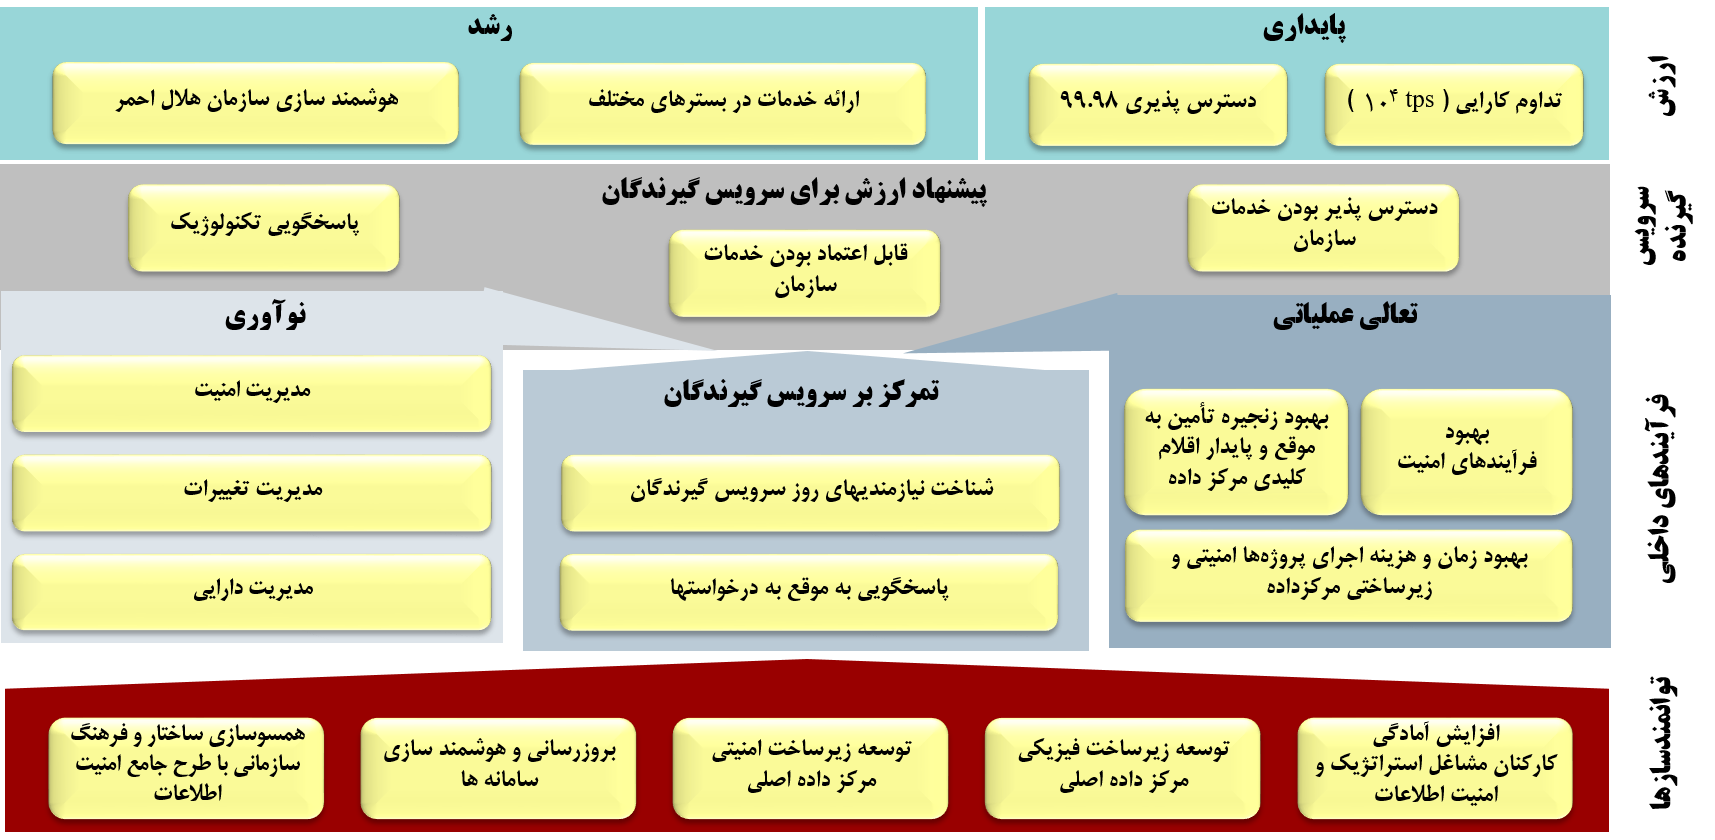 ارزش
پایداری
تداوم کارایی ( ۱۰⁴ tps )
دسترس پذیری ۹۹.۹۸
رشد
ارائه خدمات در بسترهای مختلف
هوشمند سازی سازمان هلال احمر
سرویس
گیرنده
پیشنهاد ارزش برای سرویس گیرندگان
دسترس پذیر بودن خدمات
سازمان
قابل اعتماد بودن خدمات
سازمان
پاسخگویی تکنولوژیک
فرآیندهای داخلی
تعالی عملیاتی
بهبود
فرآیندهای امنیت
بهبود زنجیره تأمین به
موقع و پایدار اقلام
کلیدی مرکز داده
بهبود زمان و هزینه اجرای پروژه‌ها امنیتی و
زیرساختی مرکزداده
تمرکز بر سرویس گیرندگان
شناخت نیازمندیهای روز سرویس گیرندگان
پاسخگویی به موقع به درخواستها
نوآوری
مدیریت امنیت
مدیریت تغییرات
مدیریت دارایی
توانمندسازها
افزایش آمادگی
کارکنان مشاغل استراتژیک و
امنیت اطلاعات
توسعه زیرساخت فیزیکی
مرکز داده اصلی
توسعه زیرساخت امنیتی
مرکز داده اصلی
بروزرسانی و هوشمند سازی
سامانه ها
همسوسازی ساختار و فرهنگ
سازمانی با طرح جامع امنیت
اطلاعات